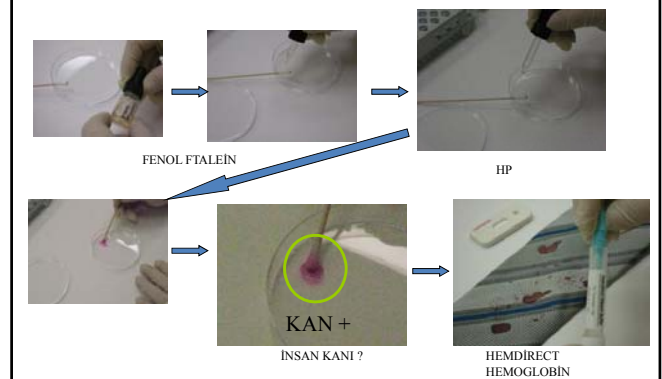 FENOL FTALEİN
HP
KAN +
İNSAN KANI ?
HEMDİRECT
HEMOGLOBİN